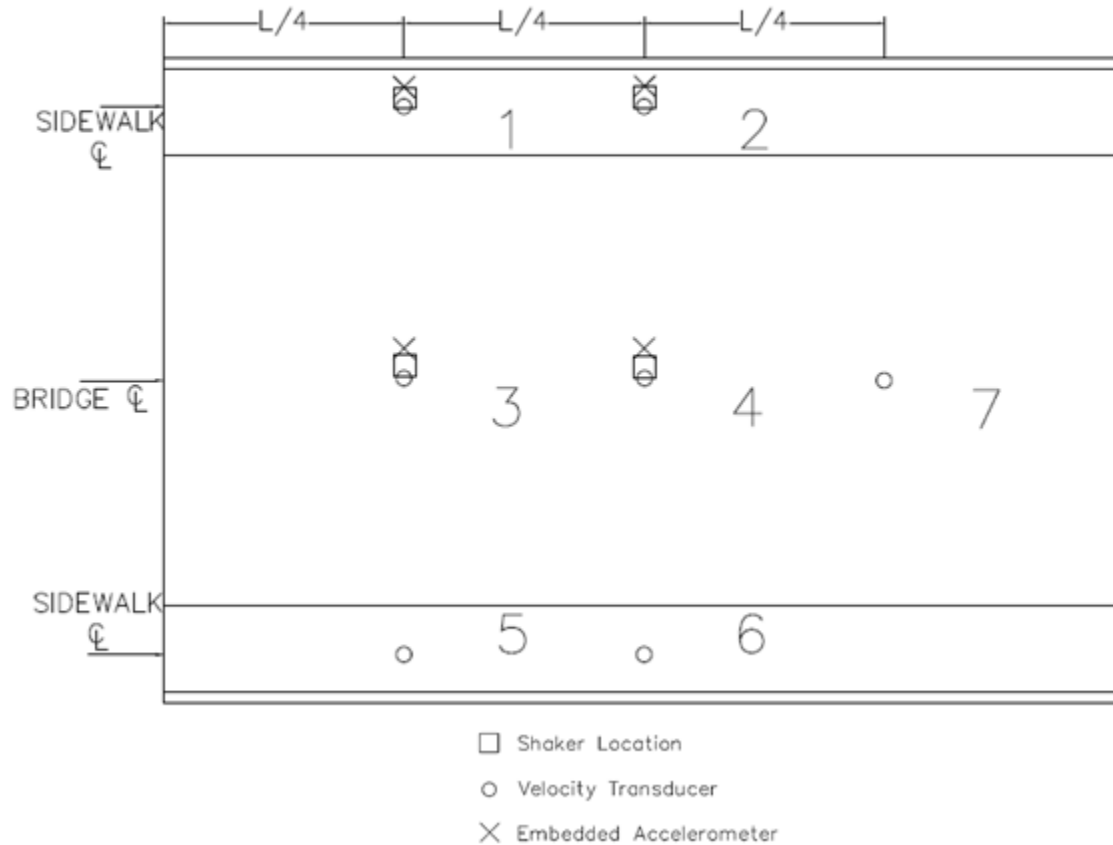 L/4 L/4 L/4
SIDEWALK
℄
1 2
BRIDGE ℄
3 4 7
SIDEWALK
℄
5 6
Shaker Location
Velocity Transducer
Embedded Accelerometer